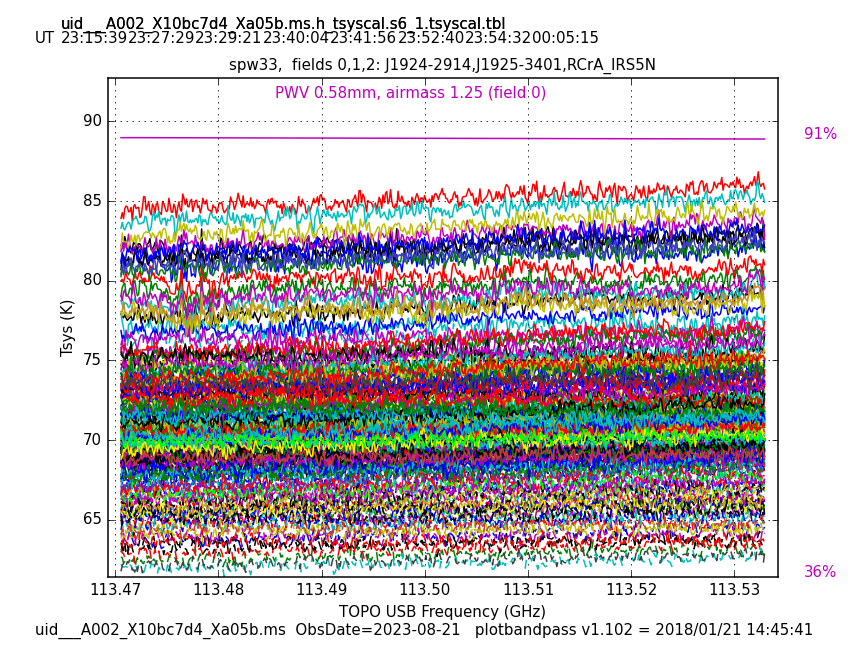 uid___A002_X10bc7d4_Xa05b.ms.h_tsyscal.s6_1.tsyscal.tbl
UT 23:15:39 23:27:29 23:29:21 23:40:04 23:41:56 23:52:40 23:54:32 00:05:15
spw33,  fields 0,1,2: J1924-2914,J1925-3401,RCrA_IRS5N
PWV 0.58mm, airmass 1.25 (field 0)
90
91%
85
80
Tsys (K)
75
70
65
36%
113.47 113.48 113.49 113.50 113.51 113.52 113.53
TOPO USB Frequency (GHz)
uid___A002_X10bc7d4_Xa05b.ms  ObsDate=2023-08-21   plotbandpass v1.102 = 2018/01/21 14:45:41